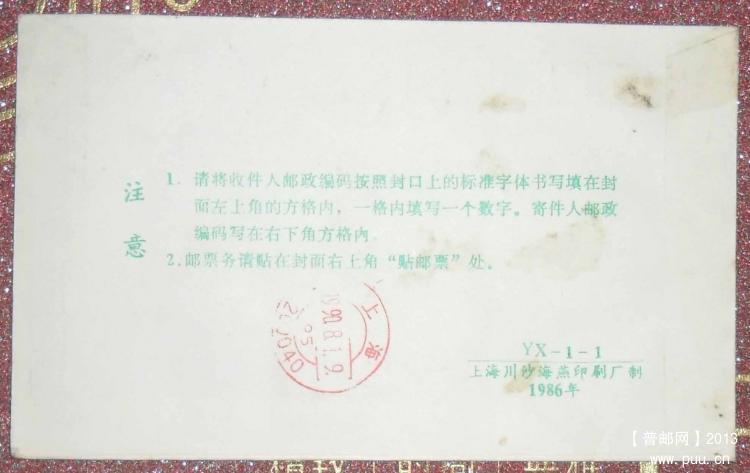 注意
1. 请将收件人邮政编码按照封口上的标准字体书写填在封
面左上角的方格内，一格内填写一个数字。寄件人邮政
编码写在右下角方格内.
2.邮票务请贴在封面右上角“贴邮票”处。
上海
YX-1-1
上海川沙海燕印刷厂制
1986年
【普邮网】2013
www.puu.cn